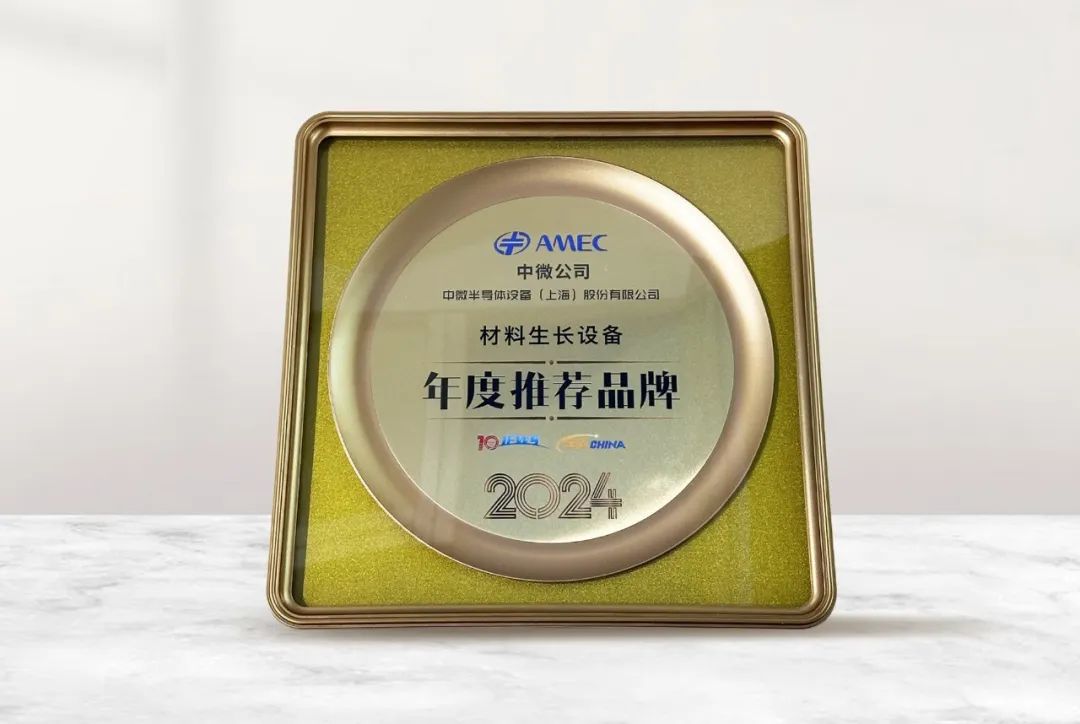 AMEC
中微公司
中微半导体设备（上海）股份有限公司
材料生长设备
年度推荐品牌
CHINA
2024